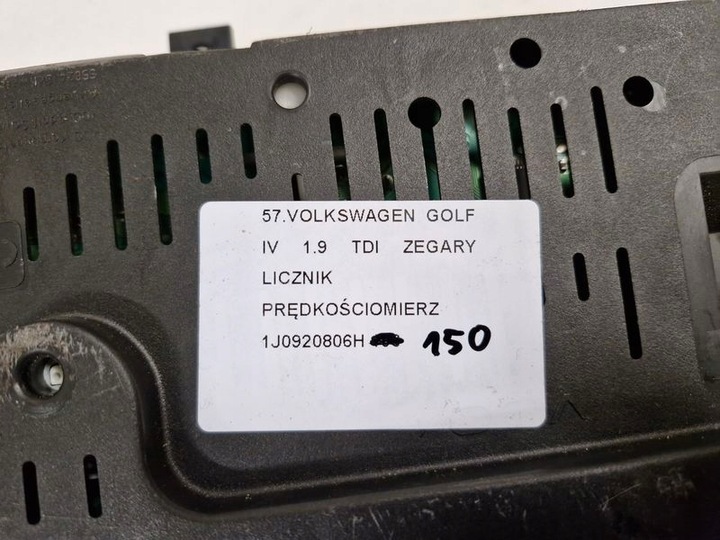 57.VOLKSWAGEN GOLF
IV 1.9 TDI ZEGARY
LICZNIK
PRĘDKOŚCIOMIERZ
1J0920806H 150